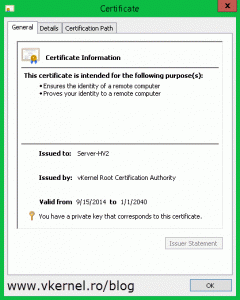 Certificate
General Details Certification Path
Certificate Information
This certificate is intended for the following purpose(s):
• Ensures the identity of a remote computer
• Proves your identity to a remote computer
Issued to: Server-HV2
Issued by: vKernel Root Certification Authority
Valid from 9/15/2014 to 1/1/2040
You have a private key that corresponds to this certificate.
Issuer Statement
www.vkernel.ro/blog
OK